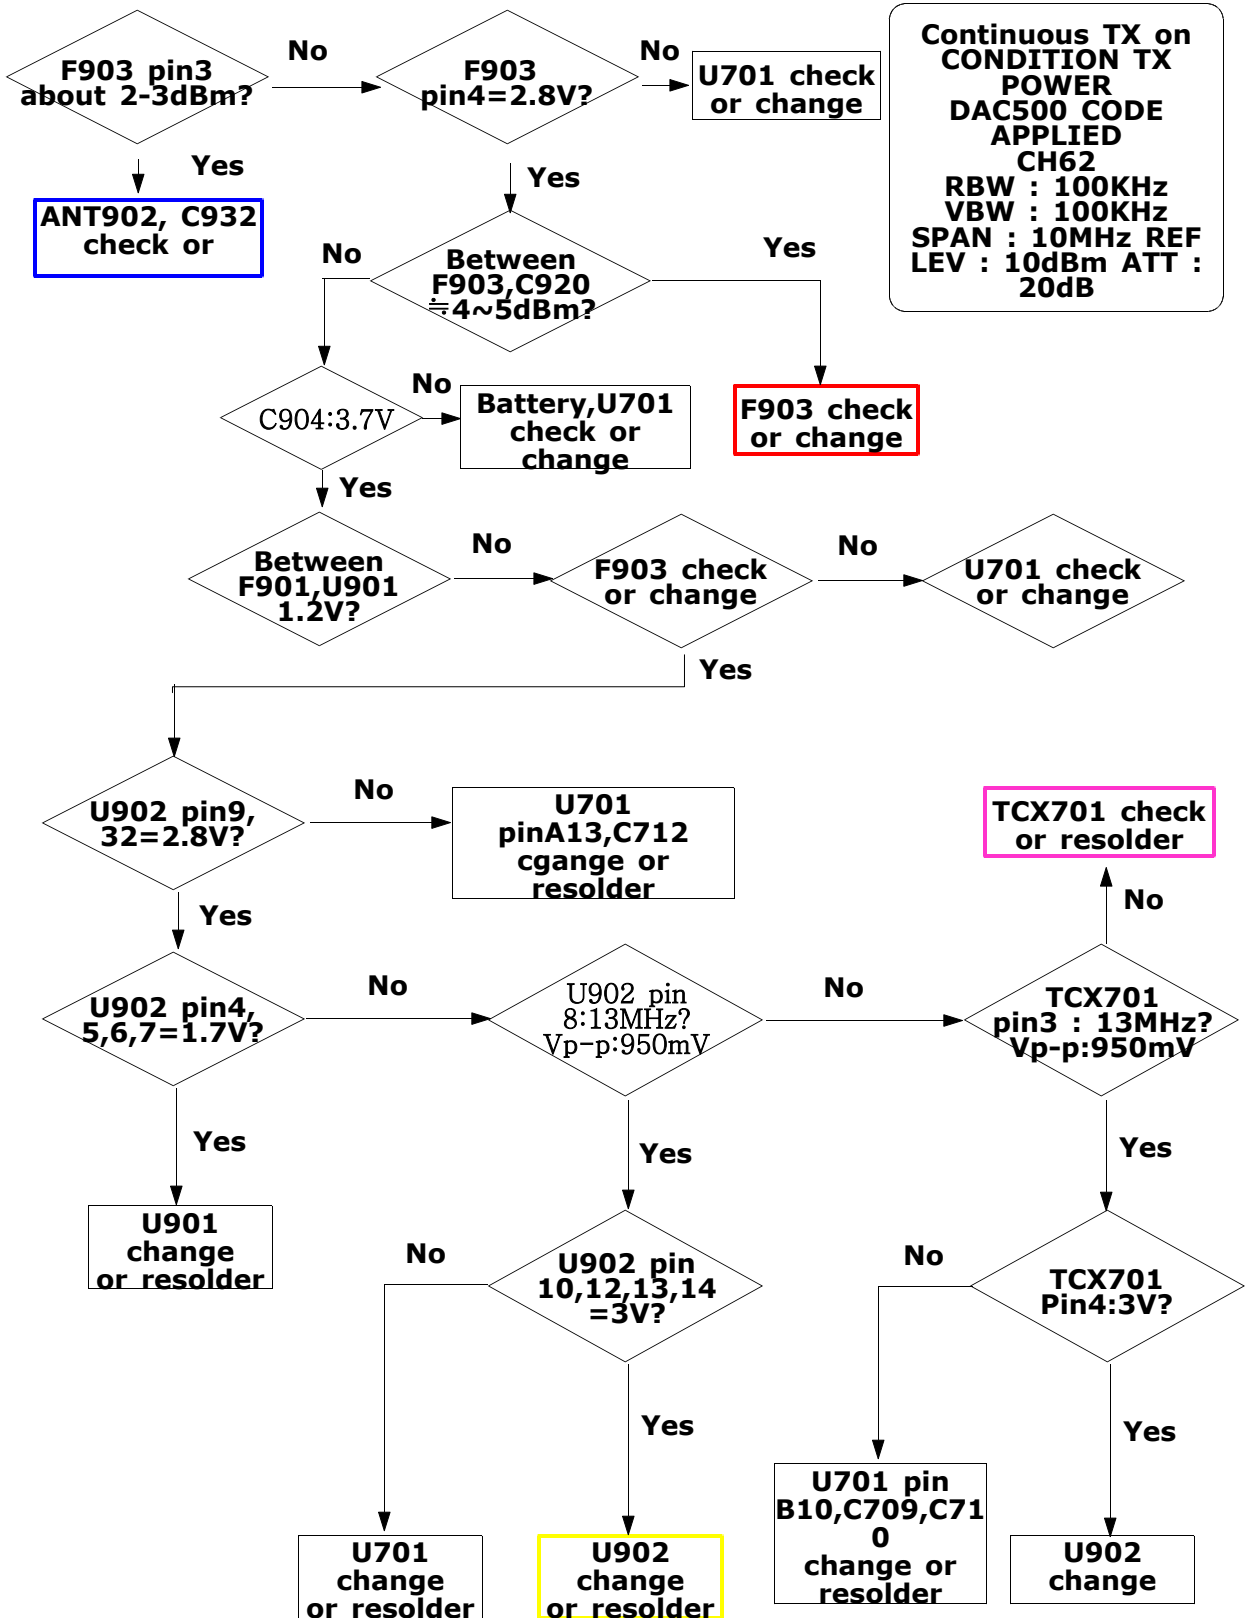 No
No
F903 pin3
about 2-3dBm?
F903
pin4=2.8V?
U701 check
or change
Continuous TX on
CONDITION TX
POWER
DAC500 CODE
APPLIED
CH62
RBW : 100KHz
VBW : 100KHz
SPAN : 10MHz REF
LEV : 10dBm ATT :
20dB
Yes
Yes
ANT902, C932
check or
No
Between
F903,C920
≒4~5dBm?
Yes
C904:3.7V
No
Battery,U701
check or
change
F903 check
or change
Yes
Between
F901,U901
1.2V?
No
F903 check
or change
No
U701 check
or change
Yes
U902 pin9,
32=2.8V?
No
U701
pinA13,C712
cgange or
resolder
TCX701 check
or resolder
No
Yes
U902 pin4,
5,6,7=1.7V?
No
U902 pin
8:13MHz?
Vp-p:950mV
No
TCX701
pin3 : 13MHz?
Vp-p:950mV
Yes
Yes
Yes
U901
change
or resolder
No
U902 pin
10,12,13,14
=3V?
No
TCX701
Pin4:3V?
Yes
Yes
U701
change
or resolder
U902
change
or resolder
U701 pin
B10,C709,C71
0
change or
resolder
U902
change